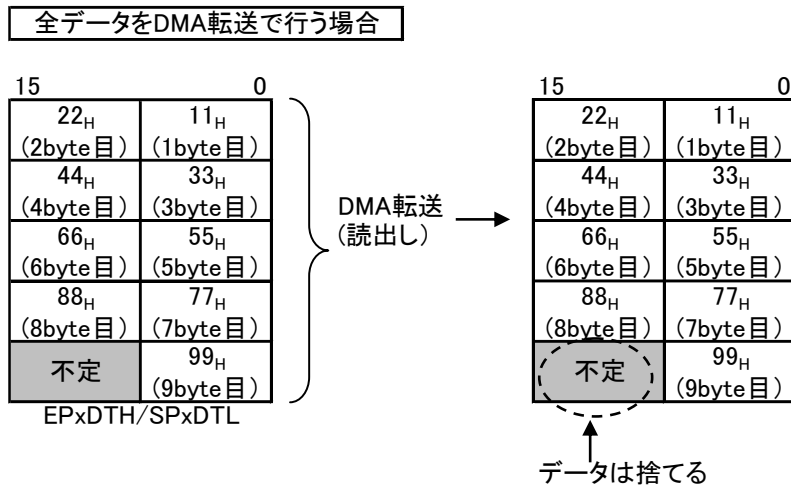 全データをDMA転送で行う場合
15 0
22H 11H
(2byte目) (1byte目)
44H 33H
(4byte目) (3byte目)
66H 55H
(6byte目) (5byte目)
88H 77H
(8byte目) (7byte目)
不定 99H
(9byte目)
EPxDTH/SPxDTL
DMA転送
(読出し)
15 0
22H 11H
(2byte目) (1byte目)
44H 33H
(4byte目) (3byte目)
66H 55H
(6byte目) (5byte目)
88H 77H
(8byte目) (7byte目)
不定 99H
(9byte目)
データは捨てる